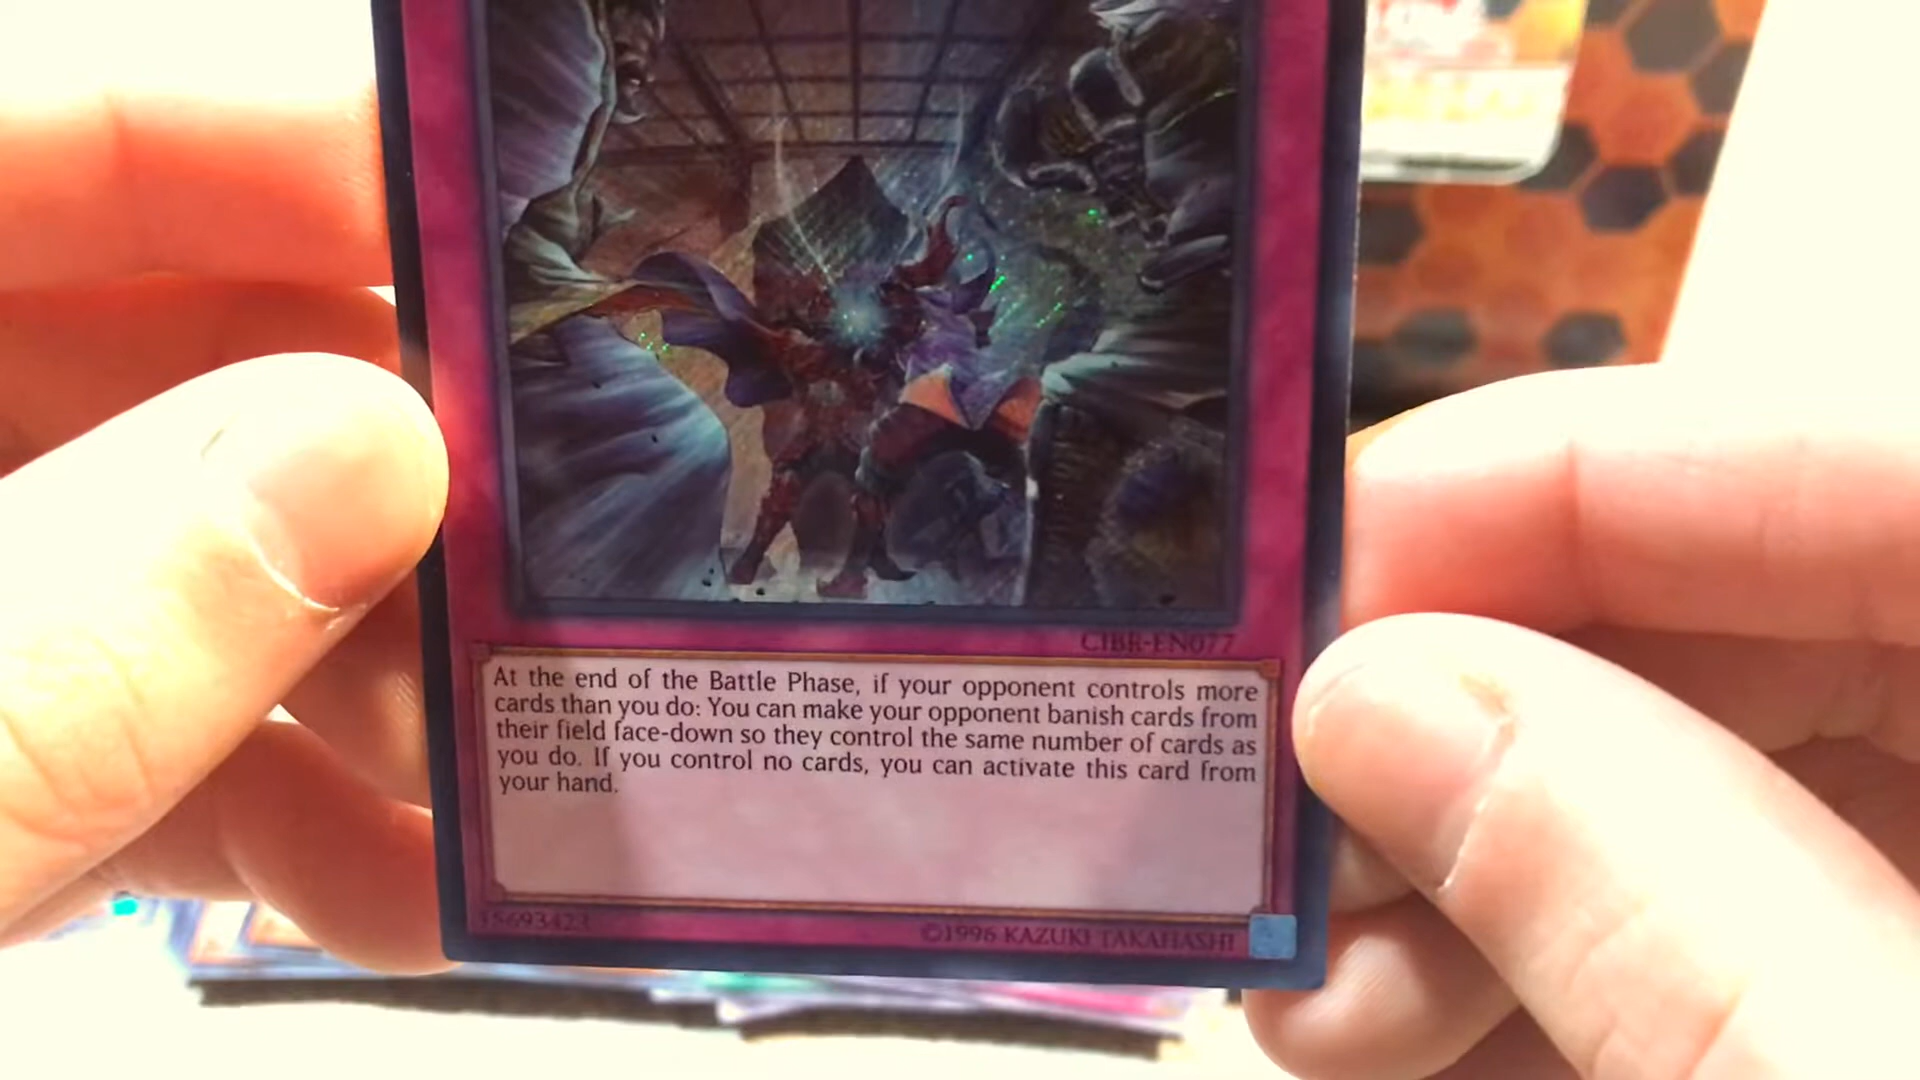 CIBR-EN077
At the end of the Battle Phase, if your opponent controls more
cards than you do: You can make your opponent banish cards from
their field face-down so they control the same number of cards as
you do. If you control no cards, you can activate this card from
your hand.
15693423
©1996 KAZUKI TAKAHASHI